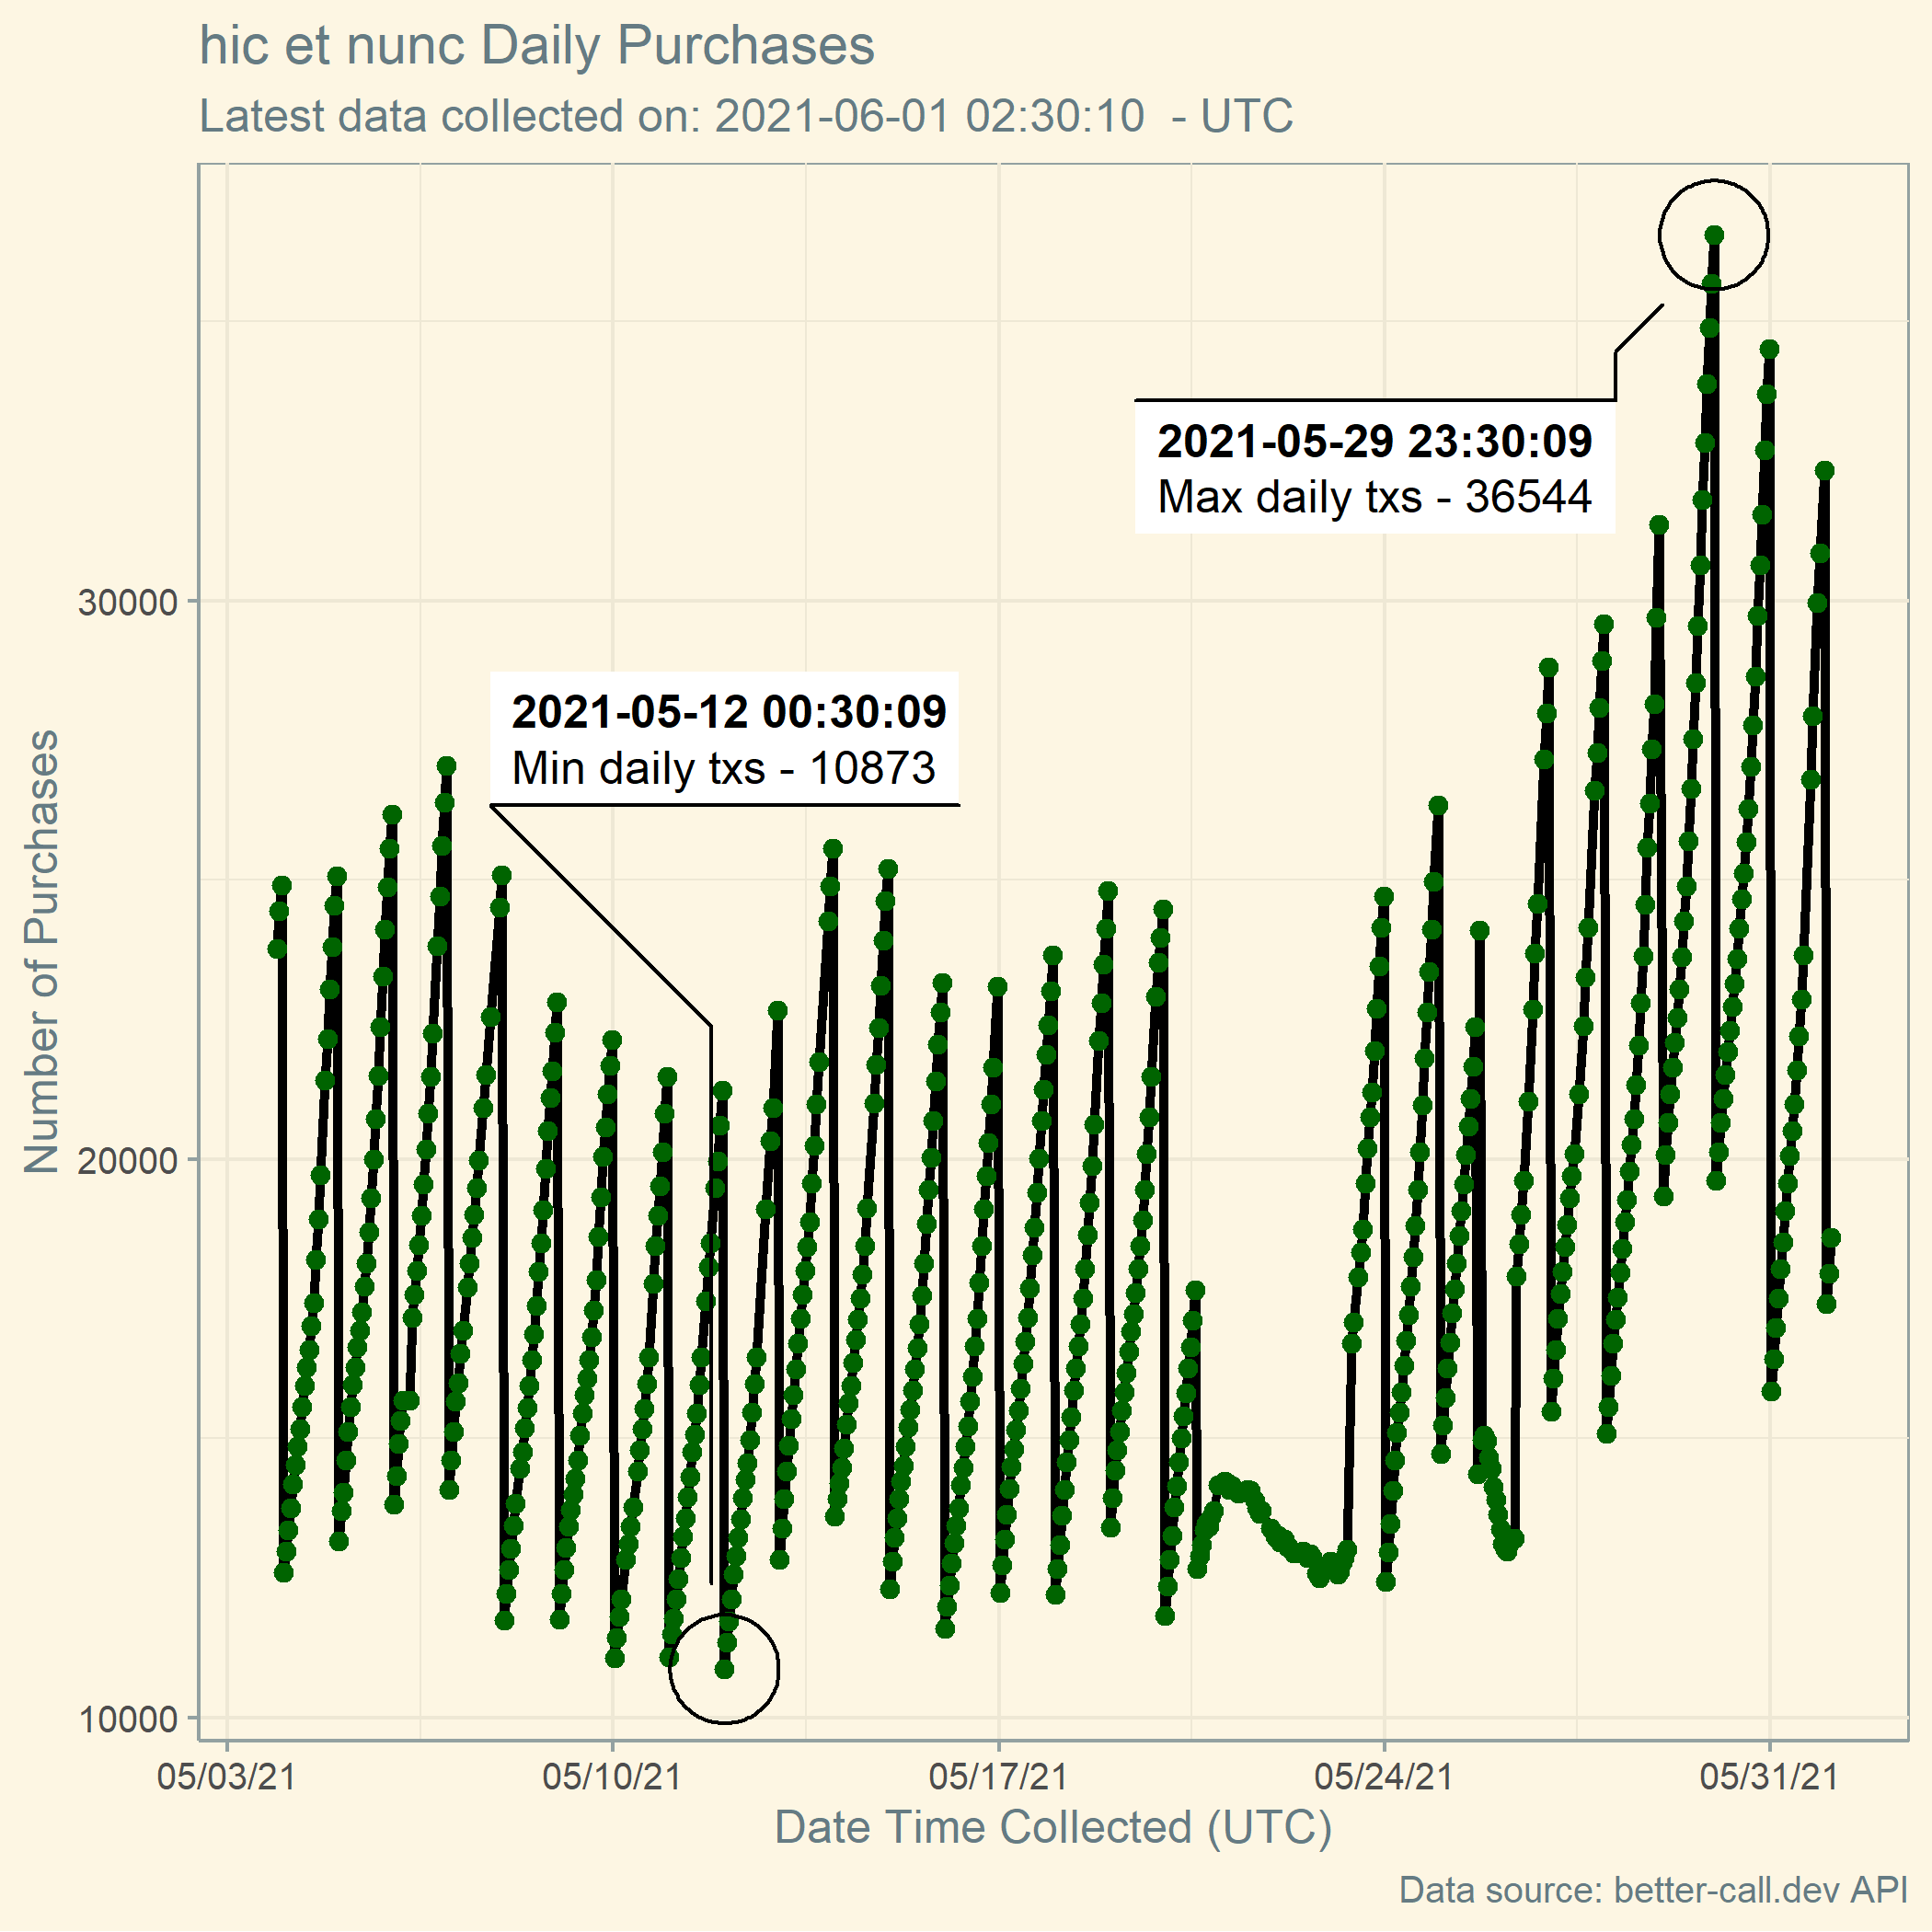 hic et nunc Daily Purchases
Latest data collected on: 2021-06-01 02:30:10  - UTC
2021-05-29 23:30:09
Max daily txs - 36544
2021-05-12 00:30:09
Min daily txs - 10873
Number of Purchases
30000
20000
10000
05/03/21
05/10/21
05/17/21
05/24/21
05/31/21
Date Time Collected (UTC)
Data source: better-call.dev API